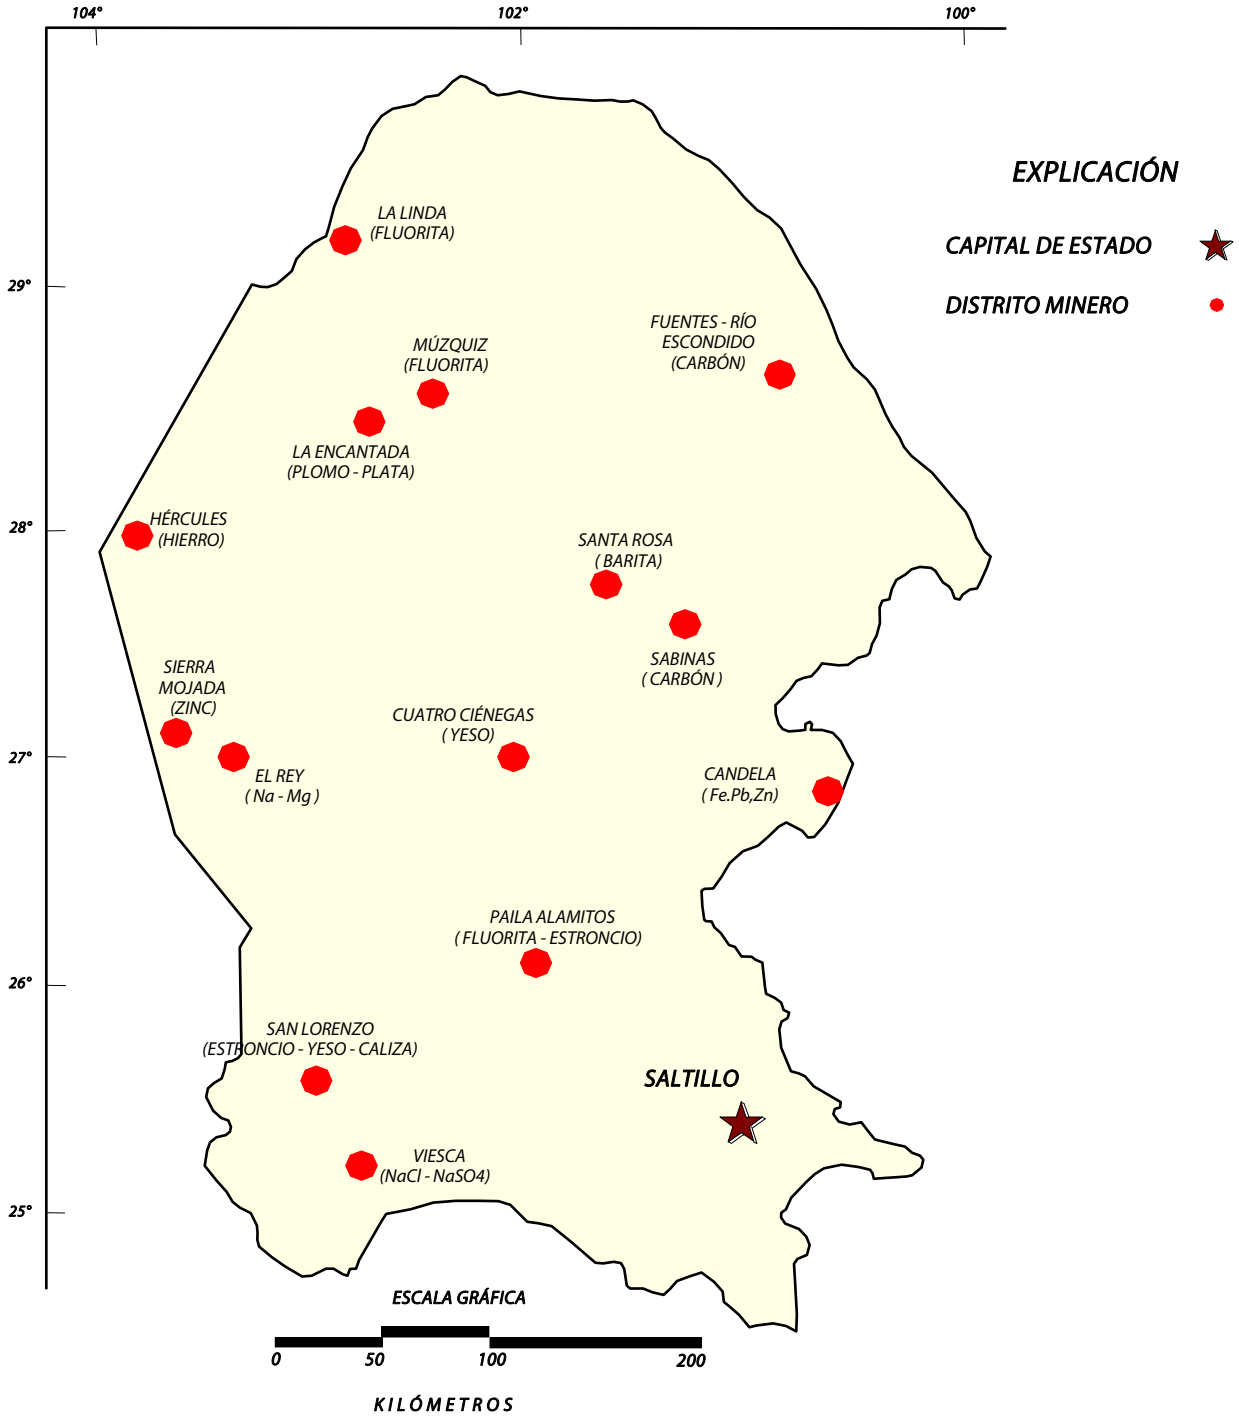 104°
102°
100°
EXPLICACIÓN
CAPITAL DE ESTADO
DISTRITO MINERO
LA LINDA
(FLUORITA)
29°
FUENTES - RÍO
ESCONDIDO
(CARBÓN)
MÚZQUIZ
(FLUORITA)
LA ENCANTADA
(PLOMO - PLATA)
28°
HÉRCULES
(HIERRO)
SANTA ROSA
( BARITA)
SABINAS
( CARBÓN )
SIERRA
MOJADA
(ZINC)
CUATRO CIÉNEGAS
( YESO)
27°
EL REY
( Na - Mg )
CANDELA
( Fe.Pb,Zn)
PAILA ALAMITOS
( FLUORITA - ESTRONCIO)
26°
SAN LORENZO
(ESTRONCIO - YESO - CALIZA)
SALTILLO
VIESCA
(NaCl - NaSO4)
25°
ESCALA GRÁFICA
0 50 100 200
KILÓMETROS